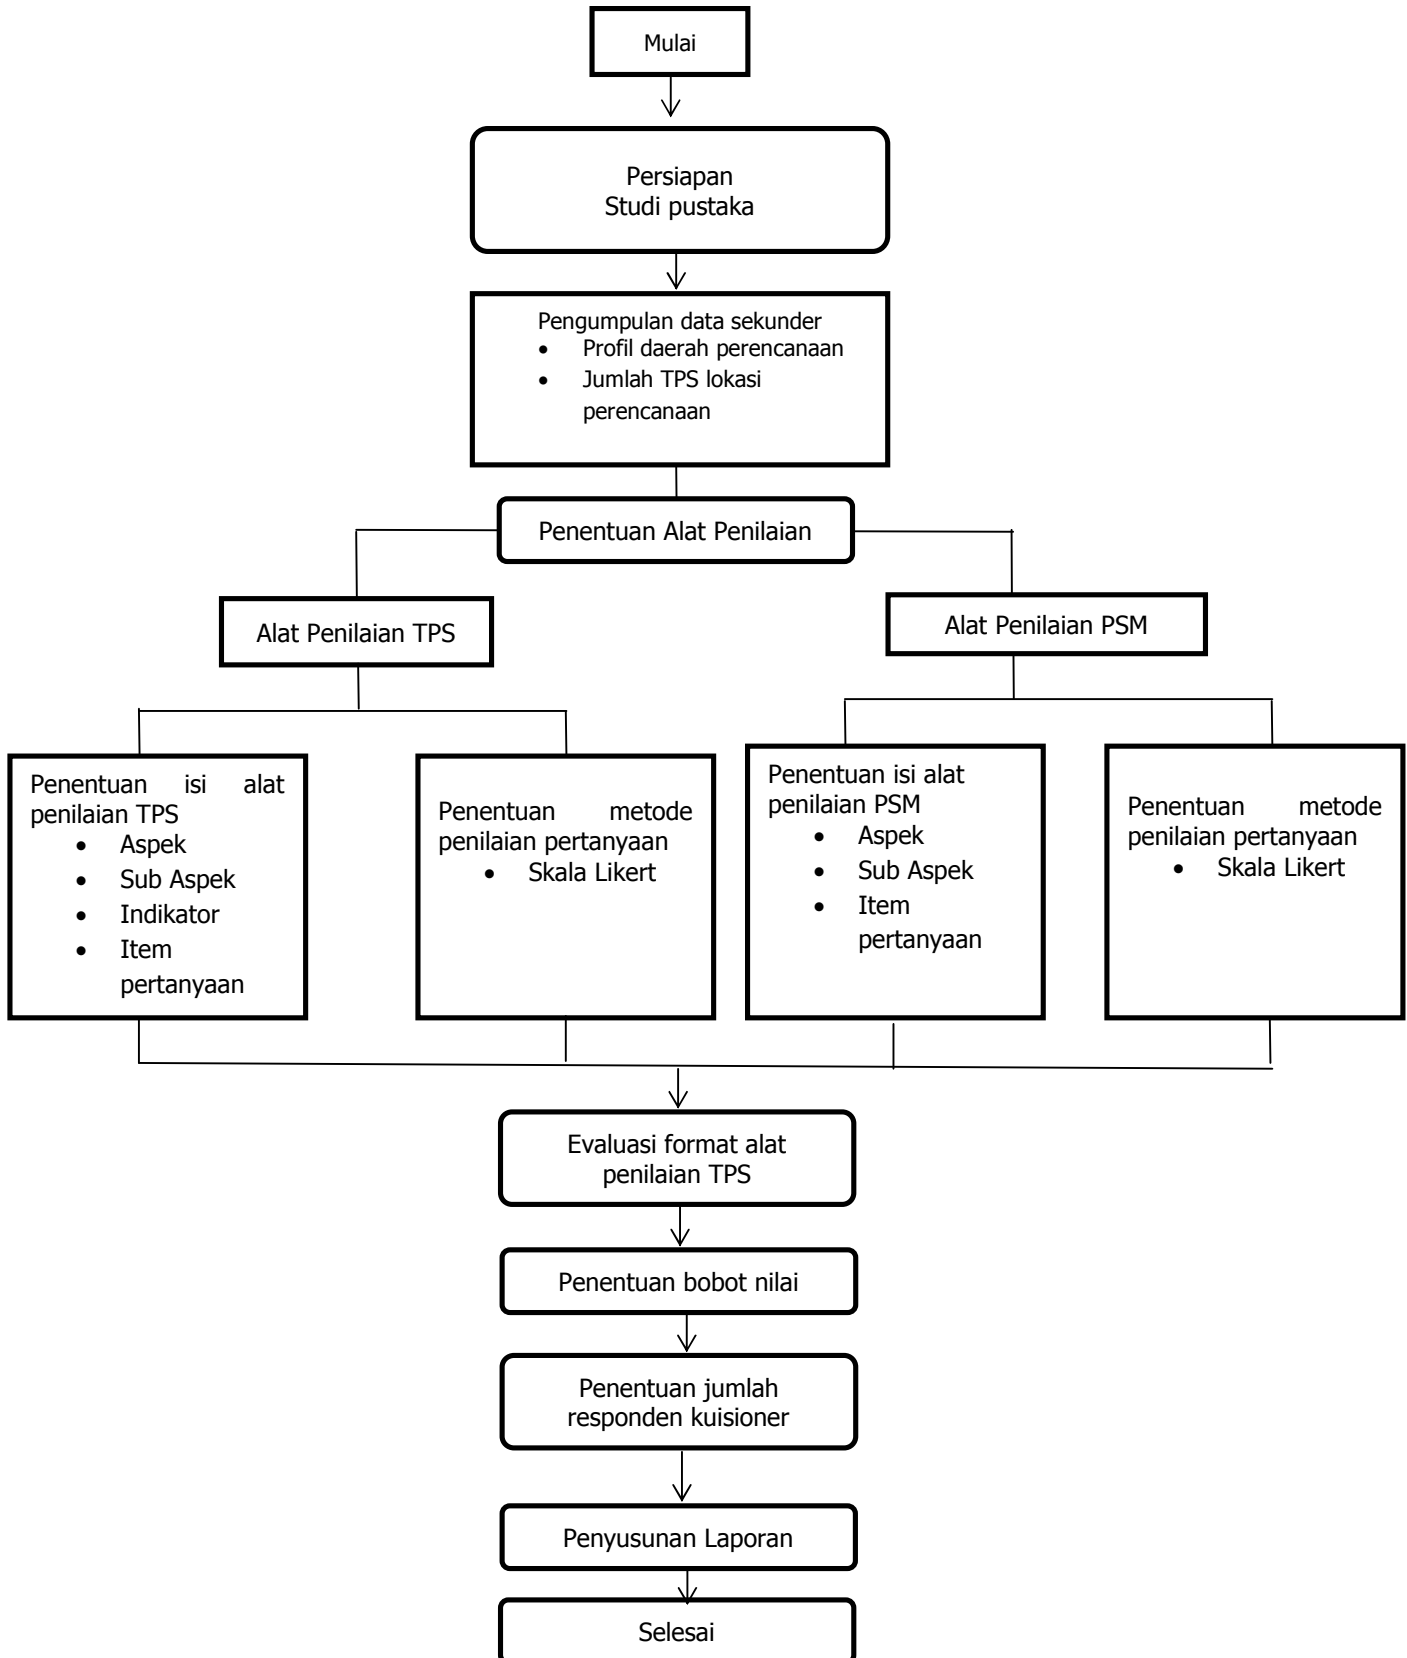 Mulai
Persiapan
Studi pustaka
Pengumpulan data sekunder
• Profil daerah perencanaan
• Jumlah TPS lokasi
perencanaan
Penentuan Alat Penilaian
Alat Penilaian TPS
Alat Penilaian PSM
Penentuan isi alat
penilaian TPS
• Aspek
• Sub Aspek
• Indikator
• Item
pertanyaan
Penentuan metode
penilaian pertanyaan
• Skala Likert
Penentuan isi alat
penilaian PSM
• Aspek
• Sub Aspek
• Item
pertanyaan
Penentuan metode
penilaian pertanyaan
• Skala Likert
Evaluasi format alat
penilaian TPS
Penentuan bobot nilai
Penentuan jumlah
responden kuisioner
Penyusunan Laporan
Selesai